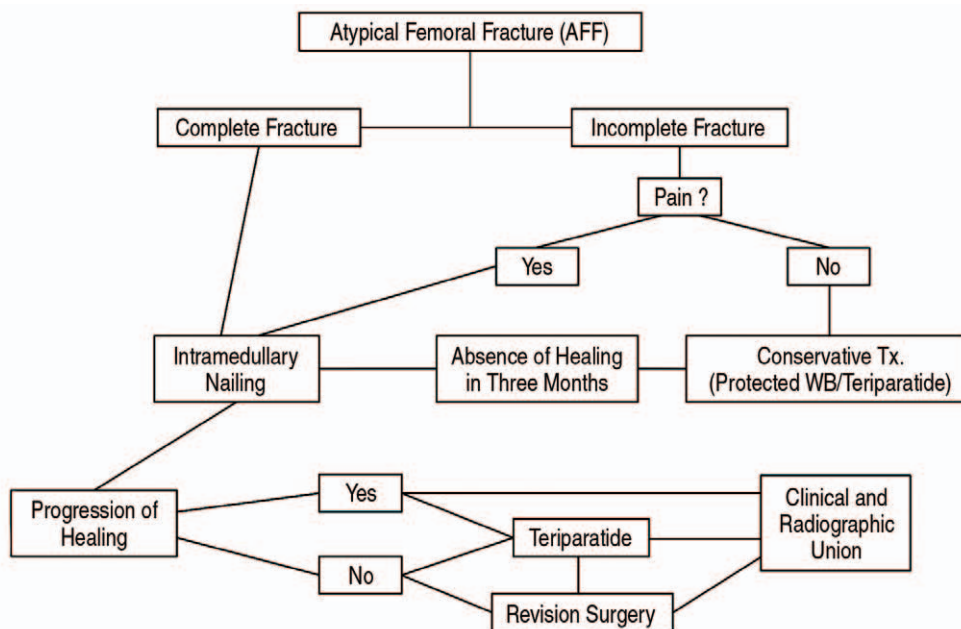 Atypical Femoral Fracture (AFF)
Complete Fracture
Incomplete Fracture
Pain ?
Yes
No
Intramedullary
Nailing
Absence of Healing
in Three Months
Conservative Tx.
(Protected WB/Teriparatide)
Progression of
Healing
Yes
No
Teriparatide
Revision Surgery
Clinical and
Radiographic
Union